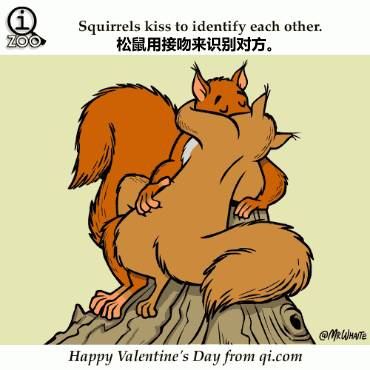 Qi
ZOO
Squirrels kiss to identify each other.
松鼠用接吻来识别对方。
@MRWHAITE
Happy Valentine's Day from qi.com